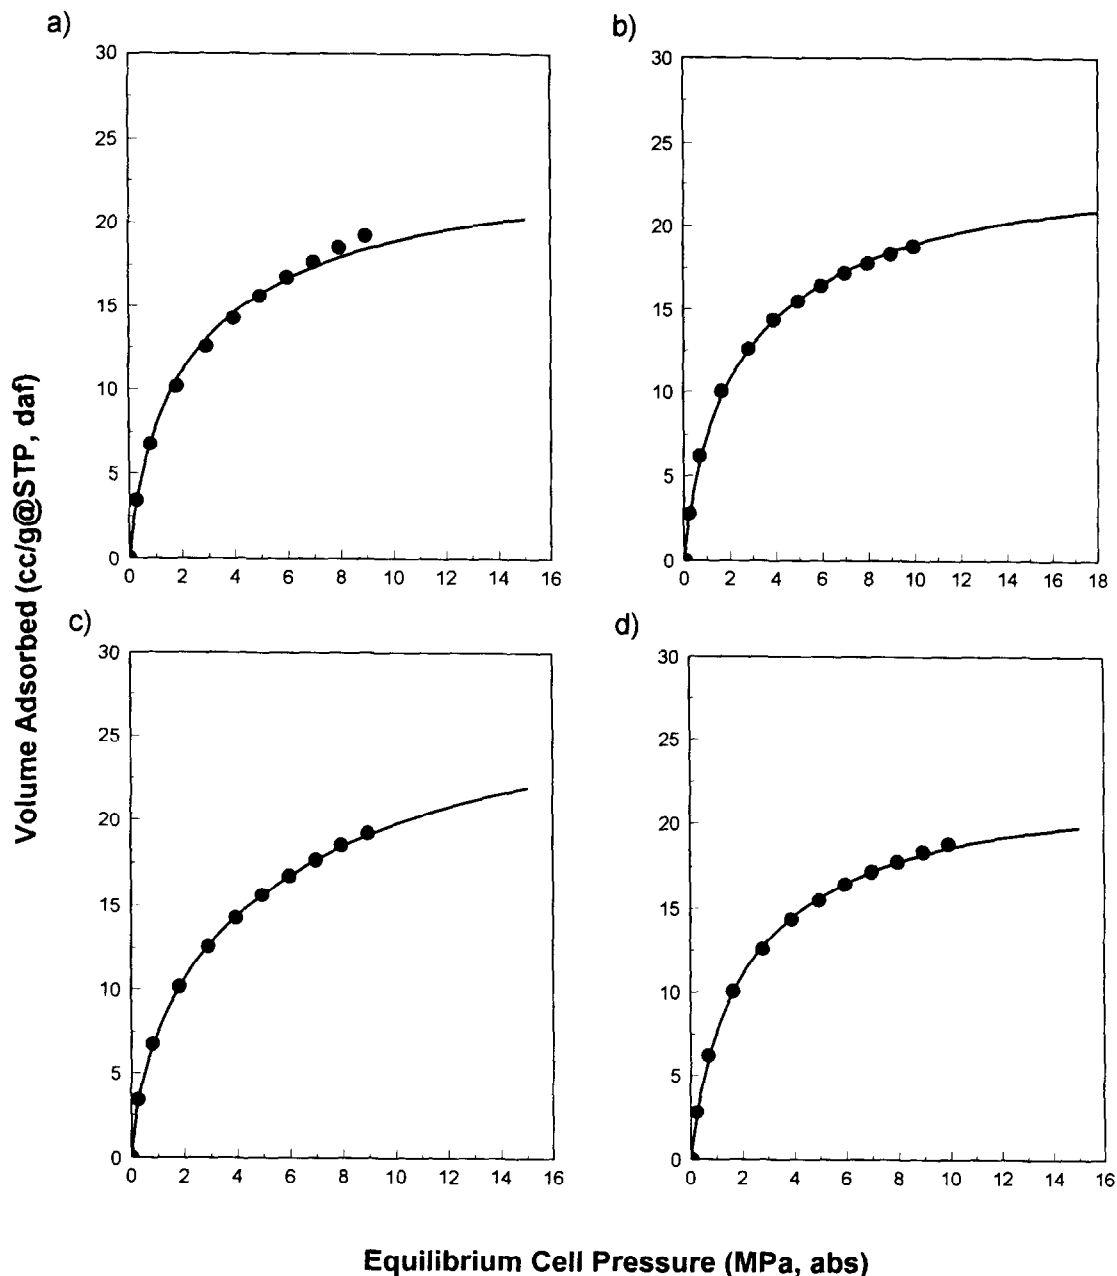 a)
30
25
20
15
10
5
0
0 2 4 6 8 10 12 14 16
b)
30
25
20
15
10
5
0
0 2 4 6 8 10 12 14 16 18
Volume Adsorbed (cc/g@STP, daf)
c)
30
25
20
15
10
5
0
0 2 4 6 8 10 12 14 16
d)
30
25
20
15
10
5
0
0 2 4 6 8 10 12 14 16
Equilibrium Cell Pressure (MPa, abs)